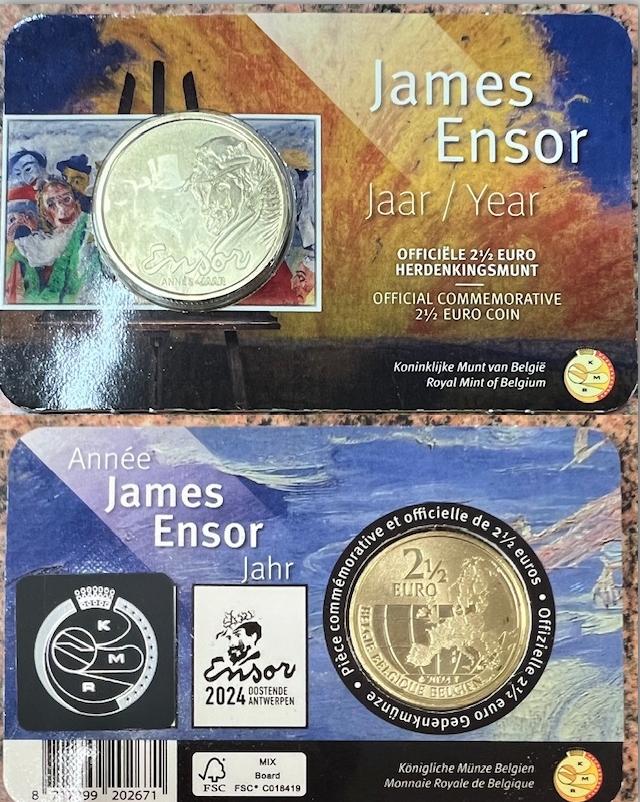 James
Ensor
Jaar / Year
OFFICIËLE 2½ EURO
HERDENKINGSMUNT
OFFICIAL COMMEMORATIVE
2½ EURO COIN
Koninklijke Munt van België
Royal Mint of Belgium
K
M
R
Ensor
Année
James
Ensor
Jahr
K
M
R
Ensor
2024 OOSTENDE
ANTWERPEN
Pièce commémorative et officielle de 2½ euros • Offizielle 2½ euro Gedenkmünze •
2½
EURO
BELGIE BELGIQUE BELGIEN
MIX
Board
FSC
FSC® C018419
202671
Königliche Münze Belgien
Monnaie Royale de Belgique
K
M
R